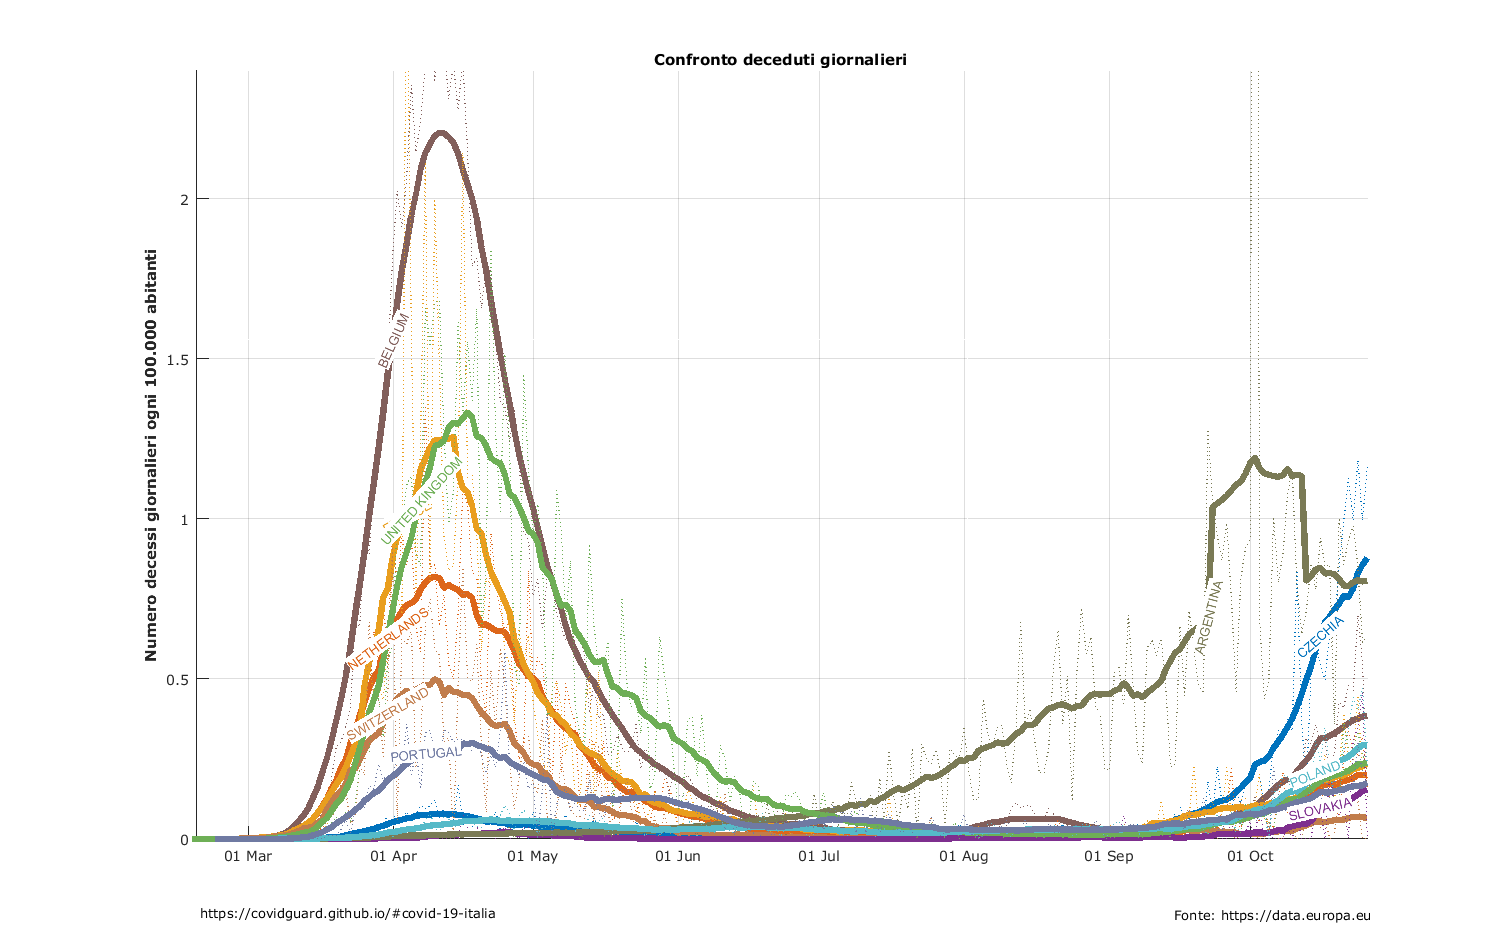 Confronto deceduti giornalieri
Numero decessi giornalieri ogni 100.000 abitanti
2
1.5
1
0.5
0
BELGIUM
UNITED KINGDOM
NETHERLANDS
SWITZERLAND
PORTUGAL
ARGENTINA
CZECHIA
POLAND
SLOVAKIA
01 Mar
01 Apr
01 May
01 Jun
01 Jul
01 Aug
01 Sep
01 Oct
https://covidguard.github.io/#covid-19-italia
Fonte: https://data.europa.eu